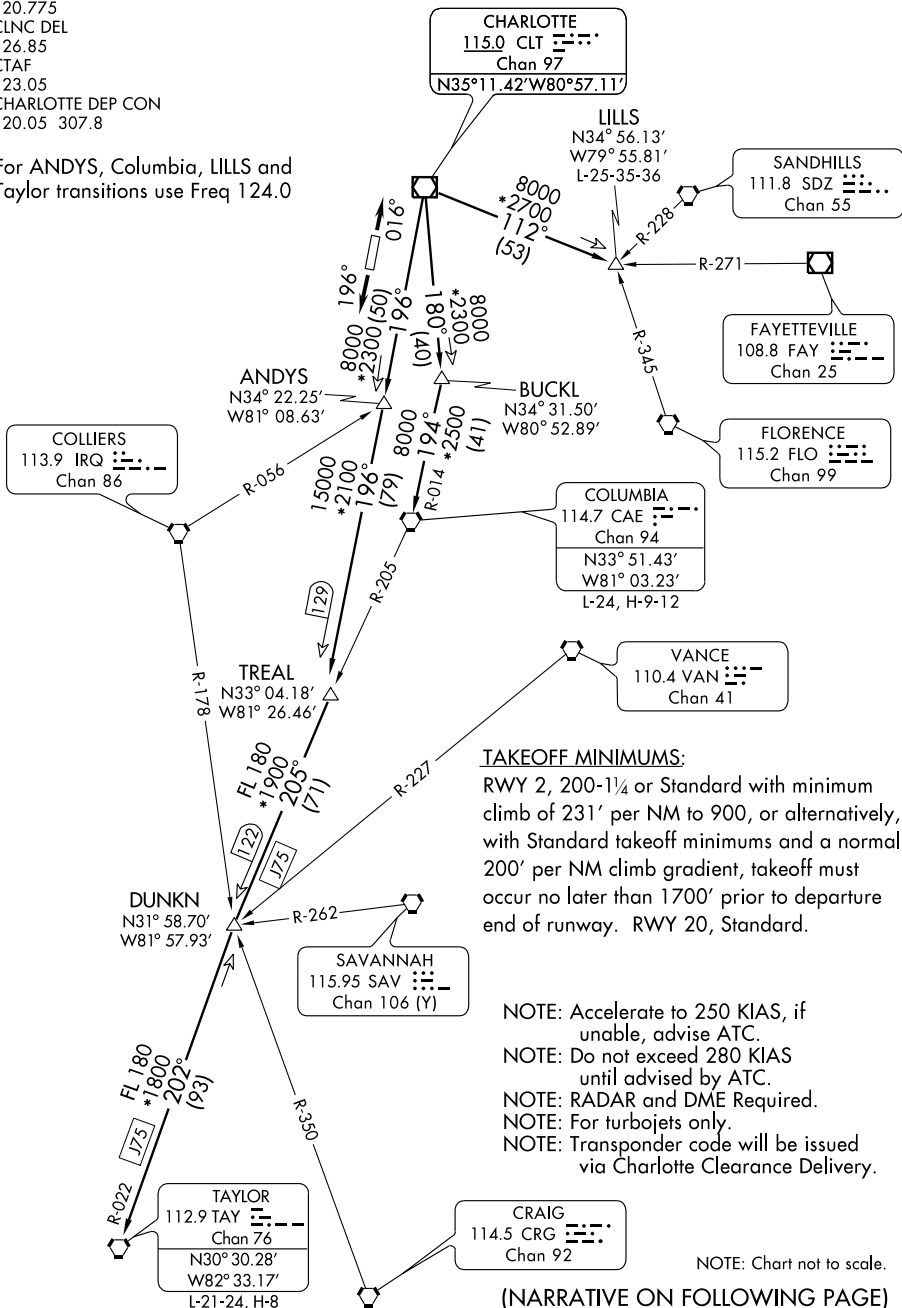 20.775
CLNC DEL
26.85
CTAF
23.05
CHARLOTTE DEP CON
20.05 307.8
For ANDYS, Columbia, LILLS and
Taylor transitions use Freq 124.0
CHARLOTTE
115.0 CLT
Chan 97
N35°11.42'W80°57.11'
LILLS
N34° 56.13'
W79° 55.81'
L-25-35-36
SANDHILLS
111.8 SDZ
Chan 55
R-228
8000
*2700
112°
(53)
R-271
FAYETTEVILLE
108.8 FAY
Chan 25
R-345
FLORENCE
115.2 FLO
Chan 99
016°
196°
8000
*2300 (50)
196°
8000
*2300
180°
(40)
ANDYS
N34° 22.25'
W81° 08.63'
BUCKL
N34° 31.50'
W80° 52.89'
COLLIERS
113.9 IRQ
Chan 86
R-056
8000
194°
*2500
(41)
R-014
15000
*2100
196°
(79)
COLUMBIA
114.7 CAE
Chan 94
N33° 51.43'
W81° 03.23'
L-24, H-9-12
129
R-205
R-178
TREAL
N33° 04.18'
W81° 26.46'
VANCE
110.4 VAN
Chan 41
R-227
FL 180
*1900
205°
(71)
122
J75
TAKEOFF MINIMUMS:
RWY 2, 200-1¼ or Standard with minimum
climb of 231' per NM to 900, or alternatively,
with Standard takeoff minimums and a normal
200' per NM climb gradient, takeoff must
occur no later than 1700' prior to departure
end of runway. RWY 20, Standard.
DUNKN
N31° 58.70'
W81° 57.93'
R-262
SAVANNAH
115.95 SAV
Chan 106 (Y)
NOTE: Accelerate to 250 KIAS, if
unable, advise ATC.
NOTE: Do not exceed 280 KIAS
until advised by ATC.
NOTE: RADAR and DME Required.
NOTE: For turbojets only.
NOTE: Transponder code will be issued
via Charlotte Clearance Delivery.
FL 180
*1800
202°
(93)
J75
R-350
R-022
TAYLOR
112.9 TAY
Chan 76
N30° 30.28'
W82° 33.17'
L-21-24, H-8
CRAIG
114.5 CRG
Chan 92
NOTE: Chart not to scale.
(NARRATIVE ON FOLLOWING PAGE)